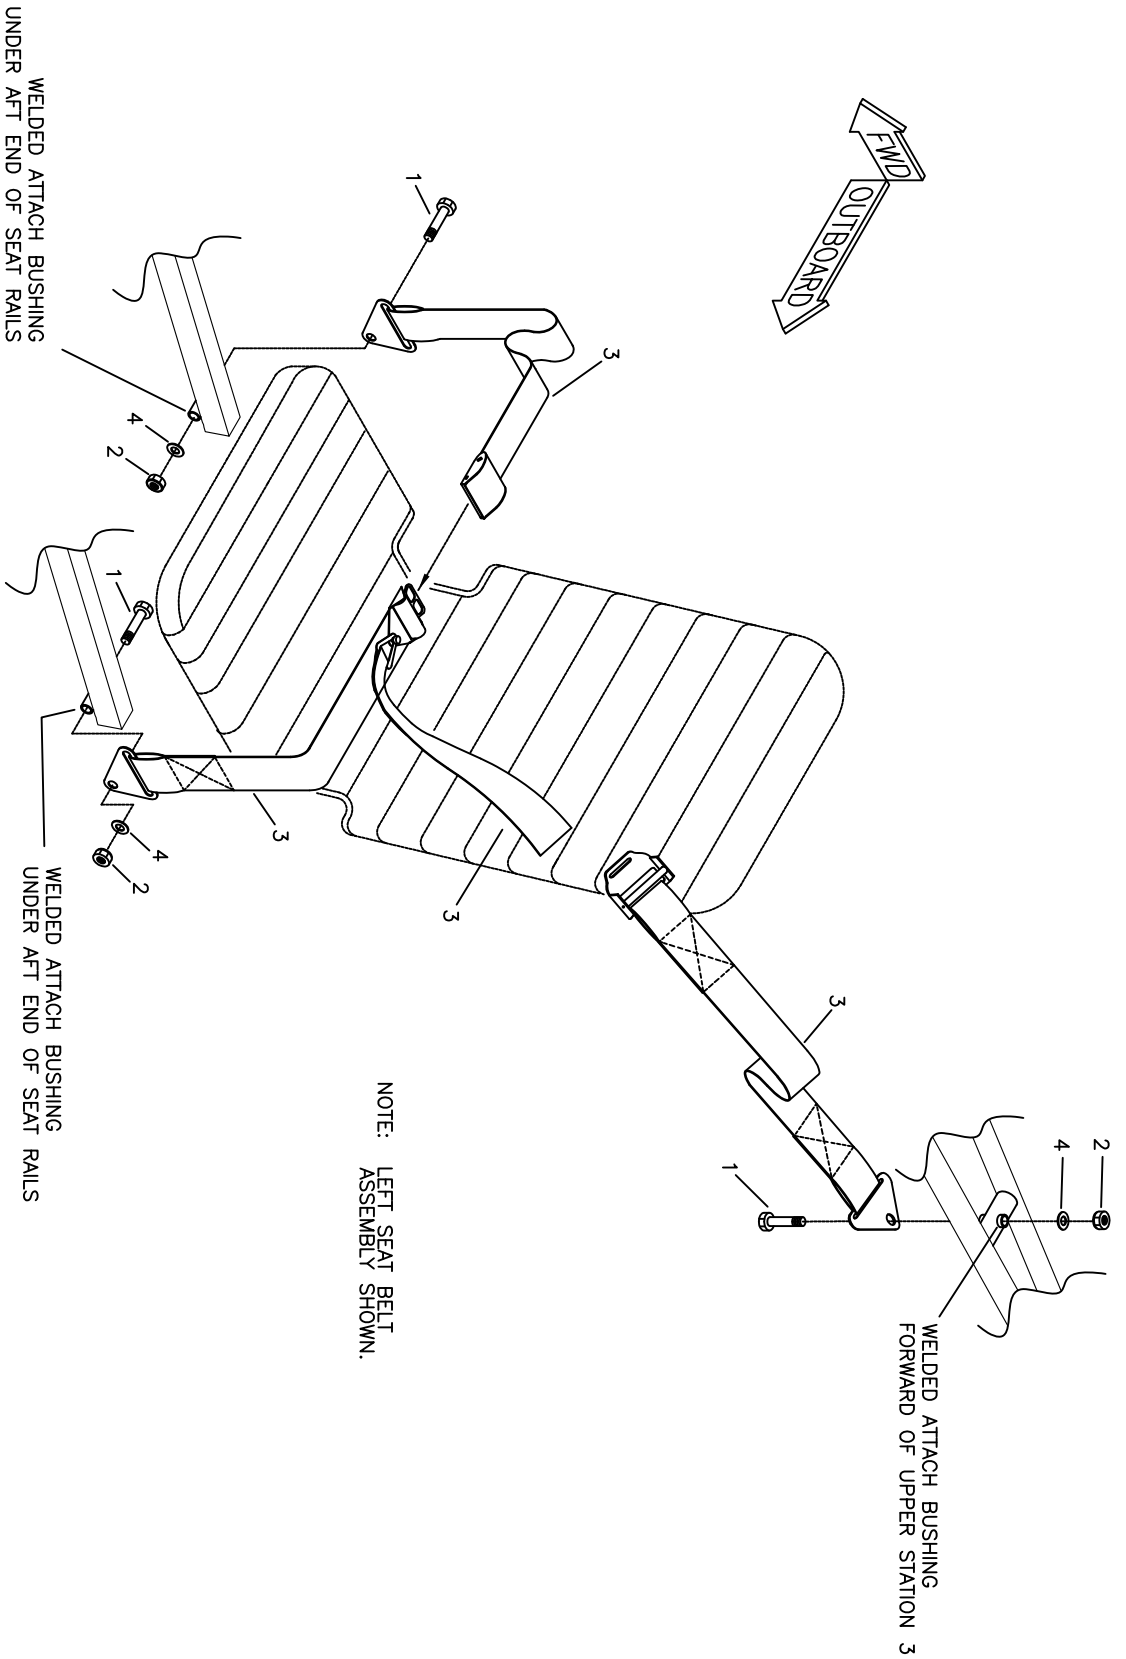 2
4
WELDED ATTACH BUSHING
FORWARD OF UPPER STATION 3
FWD
OUTBOARD
3
1
3
3
1
NOTE: LEFT SEAT BELT
ASSEMBLY SHOWN.
3
4
2
4
2
1
WELDED ATTACH BUSHING
UNDER AFT END OF SEAT RAILS
WELDED ATTACH BUSHING
UNDER AFT END OF SEAT RAILS